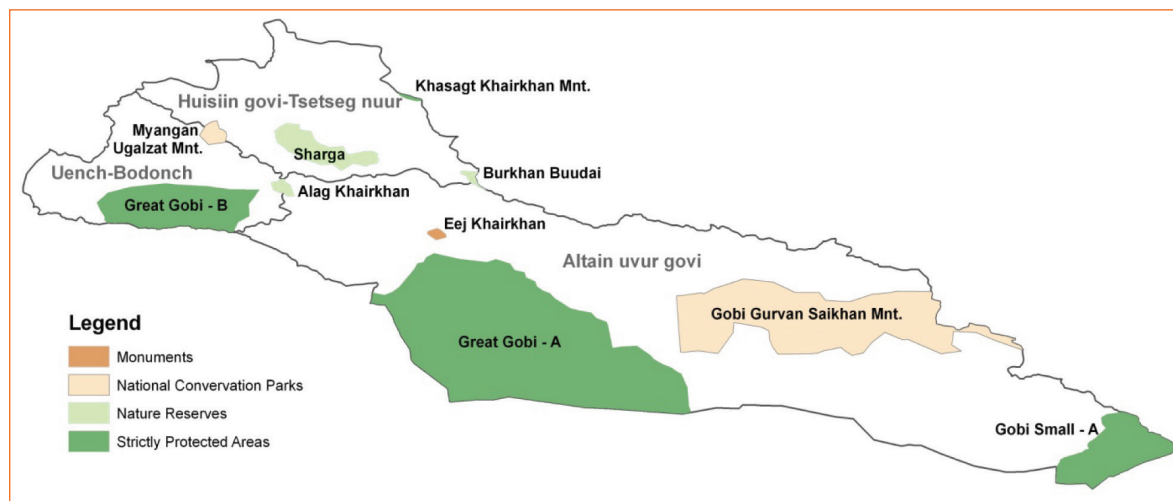 Khasagt Khairkhan Mnt.
Huisiin govi-Tsetseg nuur
Myangan
Ugalzat Mnt.
Sharga
Uench-Bodonch
Burkhan Buudai
Alag Khairkhan
Great Gobi - B
Eej Khairkhan
Altain uvur govi
Gobi Gurvan Saikhan Mnt.
Great Gobi - A
Gobi Small - A
Legend
Monuments
National Convervation Parks
Nature Reserves
Strictly Protected Areas